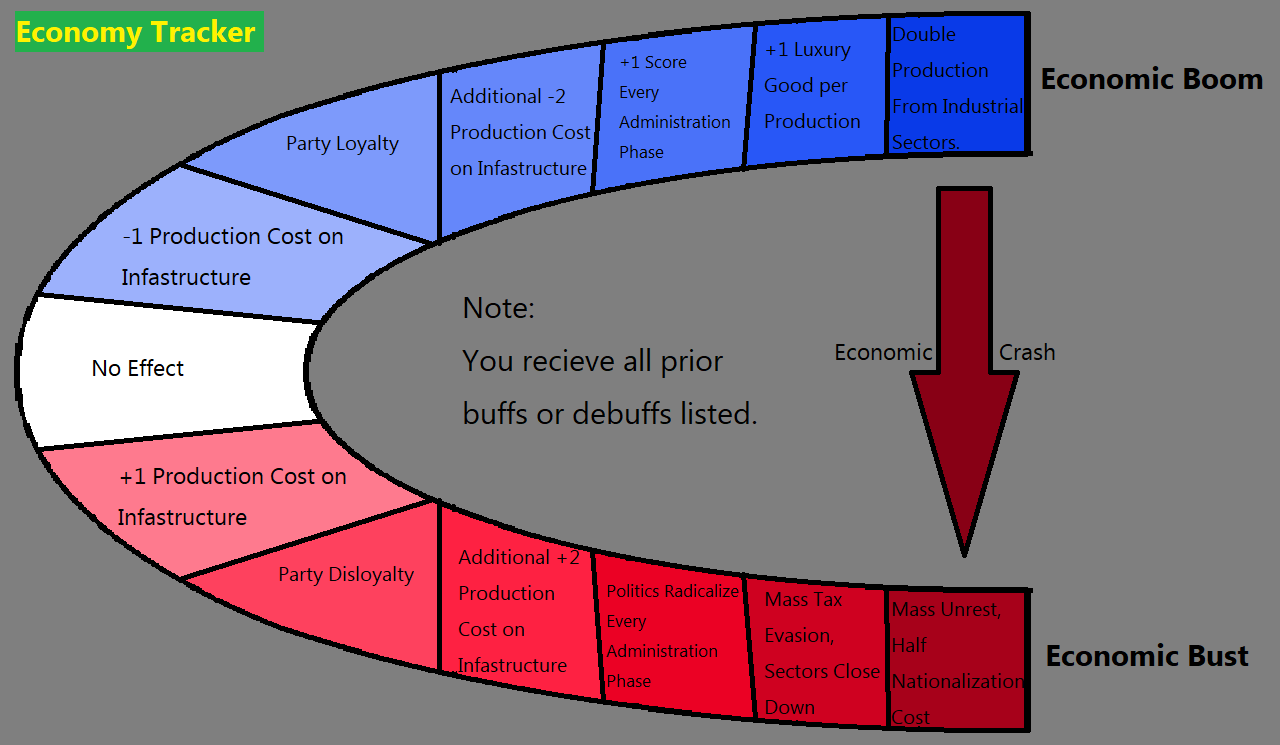 Economy Tracker
Double
Production
From Industrial
Sectors.
Economic Boom
+1 Luxury
Good per
Production
+1 Score
Every
Administration
Phase
Additional -2
Production Cost
on Infastructure
Party Loyalty
-1 Production Cost on
Infastructure
No Effect
+1 Production Cost on
Infastructure
Party Disloyalty
Additional +2
Production
Cost on
Infastructure
Politics Radicalize
Every
Administration
Phase
Mass Tax
Evasion,
Sectors Close
Down
Mass Unrest,
Half
Nationalization
Cost
Economic Bust
Note:
You recieve all prior
buffs or debuffs listed.
Economic Crash